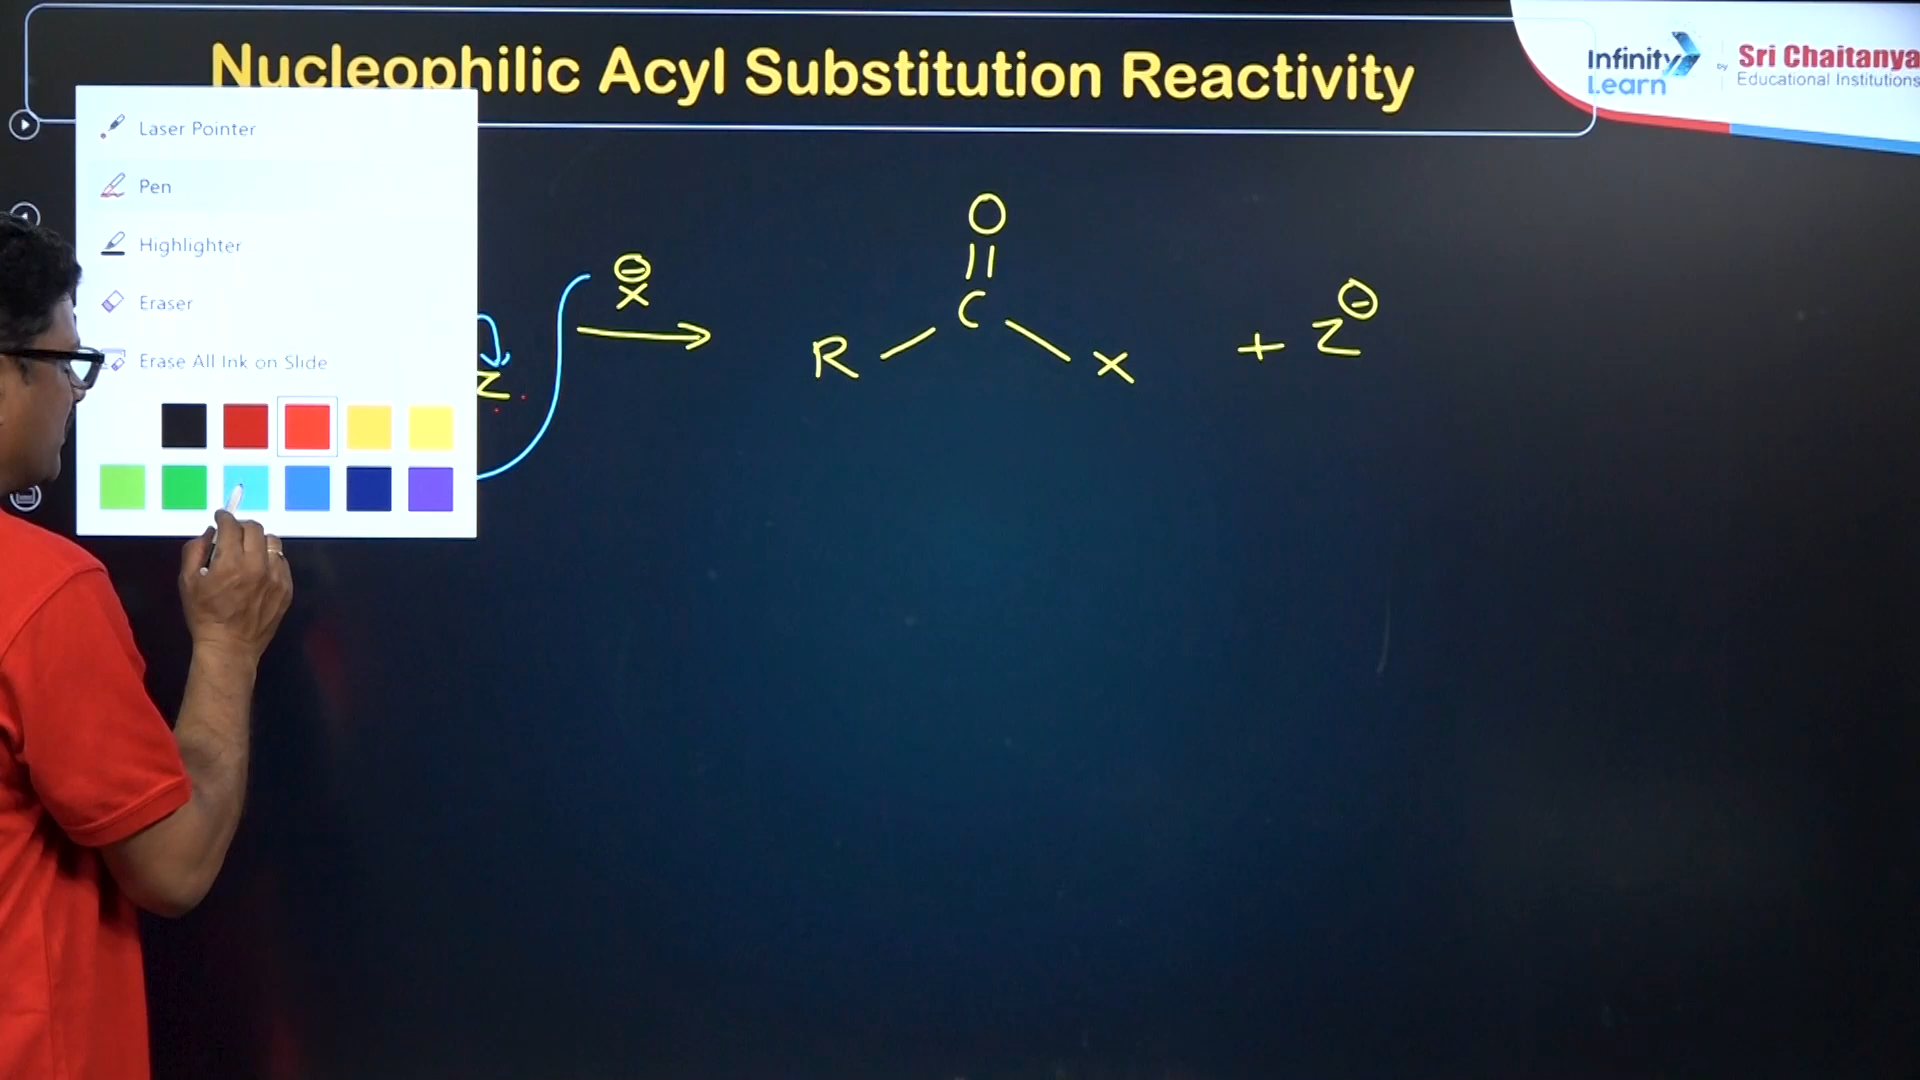 Nucleophilic Acyl Substitution Reactivity
Infinity Learn
by
Sri Chaitanya
Educational Institutions
Laser Pointer
Pen
Highlighter
Eraser
Erase All Ink on Slide
O
||
⊖
X
C
R
X
+ Z⊖
Z